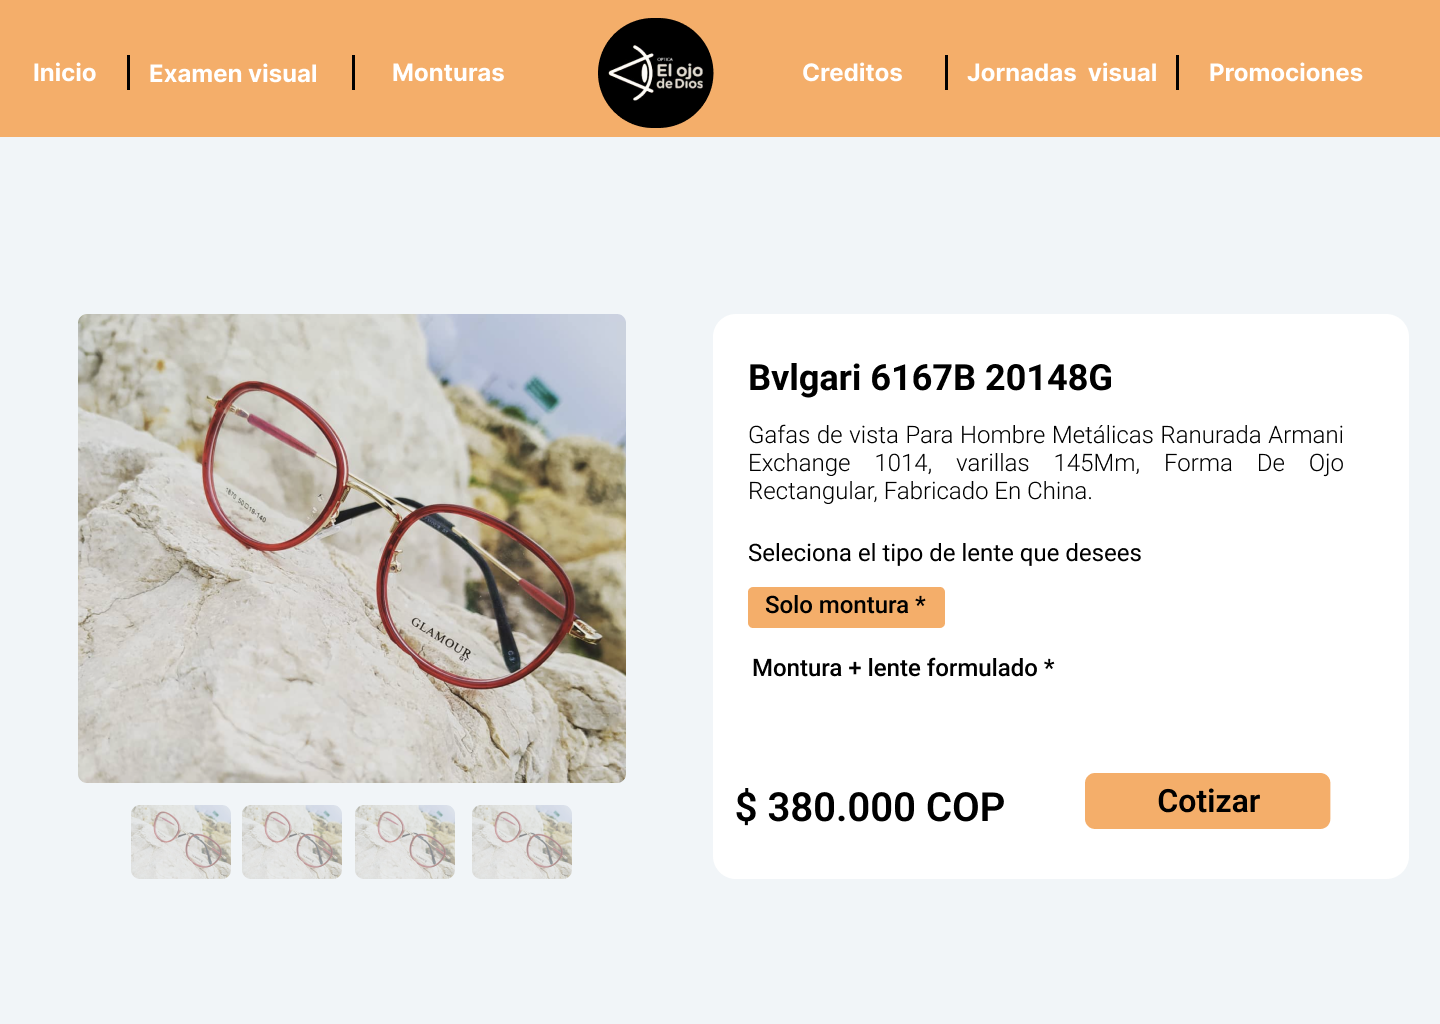 Inicio
Examen visual
Monturas
OPTICA
El ojo
de Dios
Creditos
Jornadas visual
Promociones
1870 50□19-140
GLAMOUR
Bvlgari 6167B 20148G
Gafas de vista Para Hombre Metálicas Ranurada Armani
Exchange 1014, varillas 145Mm, Forma De Ojo
Rectangular, Fabricado En China.
Seleciona el tipo de lente que desees
Solo montura *
Montura + lente formulado *
$ 380.000 COP
Cotizar